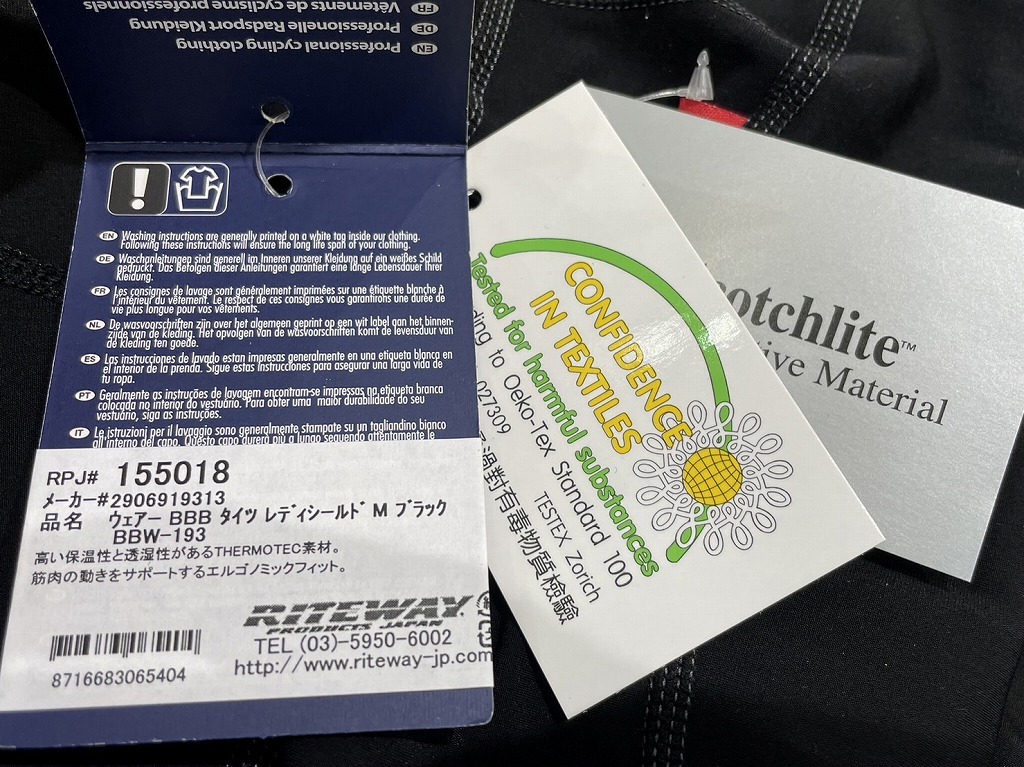 EN Professional cycling clothing
DE Professionelle Radsport Kleidung
FR Vêtements de cyclisme professionnels
EN Washing instructions are generally printed on a white tag inside our clothing.
Following these instructions will ensure the long life span of your clothing.
DE Waschanleitungen sind generell im Inneren unserer Kleidung auf ein weißes Schild
gedruckt. Das Befolgen dieser Anleitungen garantiert eine lange Lebensdauer Ihrer
Kleidung.
FR Les consignes de lavage sont généralement imprimées sur une étiquette blanche à
l'intérieur du vêtement. Le respect de ces consignes vous garantirons une durée de
vie plus longue pour vos vêtements.
NL De wasvoorschriften zijn over het algemeen geprint op een wit label aan het binnen-
zijde van de kleding. Het opvolgen van de wasvoorschriften komt de levensduur van
de kleding ten goede.
ES Las instrucciones de lavado estan impresas generalmente en una etiqueta blanca en
el interior de la prenda. Sigue estas instrucciones para asegurar una larga vida de
tu ropa.
PT Geralmente as instruções de lavagem encontram-se impressas na etiqueta branca
colocada no interior do vestuário. Para obter uma maior durabilidade do seu
vestuário, siga as instruções.
IT Le istruzioni per il lavaggio sono generalmente stampate su un tagliandino bianco
all'interno del capo. Questo capo durerà più a lungo seguendo attentamente le
RPJ# 155018
メーカー#2906919313
品名 ウェアー BBB タイツ レディシールド M ブラック
BBW-193
高い保温性と透湿性があるTHERMOTEC素材。
筋肉の動きをサポートするエルゴノミックフィット。
RITEWAY
PRODUCTS JAPAN
TEL (03)-5950-6002
http://www.riteway-jp.com
8716683065404
CONFIDENCE
IN TEXTILES
Tested for harmful substances
ding to Oeko-Tex Standard 100
027309 TESTEX Zorich
過對有毒物質檢驗
otchlite™
ive Material